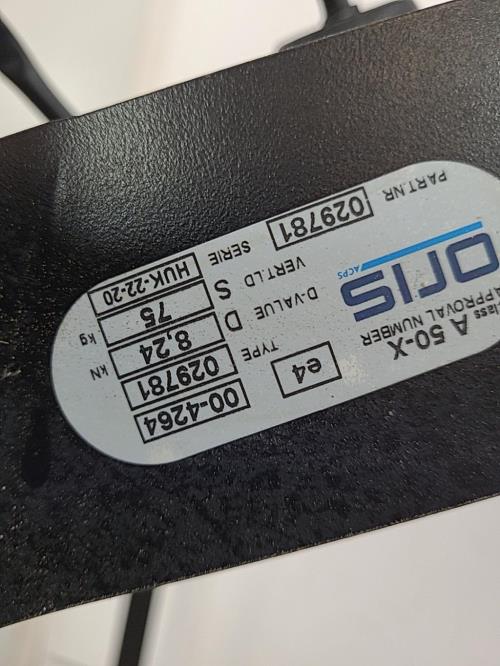 Class A 50-X
APPROVAL NUMBER e4 00-4264
TYPE 029781
oris ACPS
D-VALUE D 8,24 kN
VERT.LD S 75 kg
PART.NR 029781 SERIE HUK-22-20